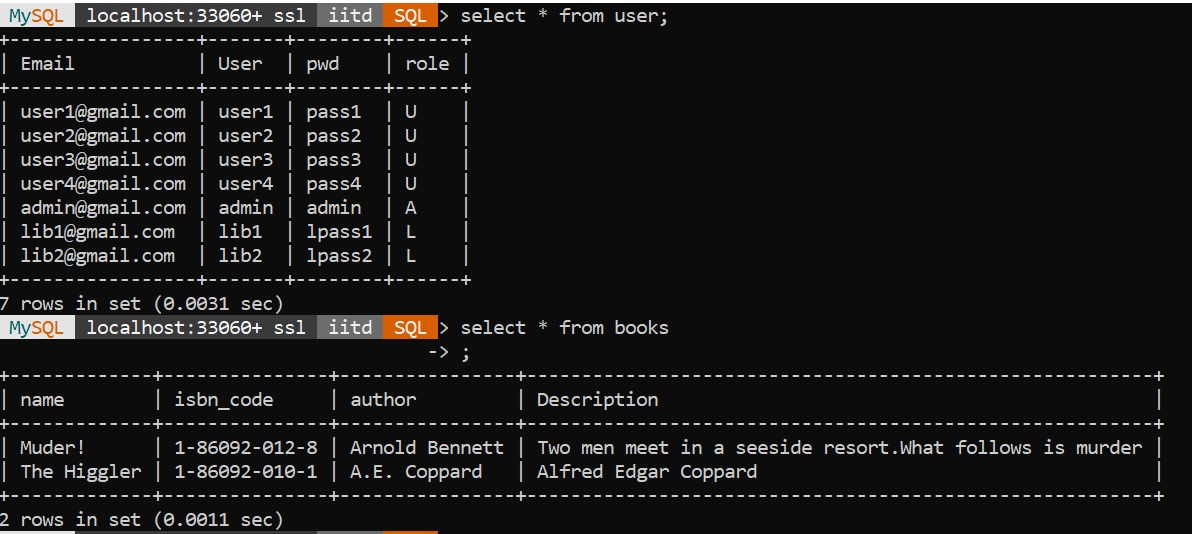 MySQL localhost:33060+ ssl iitd SQL > select * from user;
+-----------------+-------+--------+------+
| Email           | User  | pwd    | role |
+-----------------+-------+--------+------+
| user1@gmail.com | user1 | pass1  | U    |
| user2@gmail.com | user2 | pass2  | U    |
| user3@gmail.com | user3 | pass3  | U    |
| user4@gmail.com | user4 | pass4  | U    |
| admin@gmail.com | admin | admin  | A    |
| lib1@gmail.com  | lib1  | lpass1 | L    |
| lib2@gmail.com  | lib2  | lpass2 | L    |
+-----------------+-------+--------+------+
7 rows in set (0.0031 sec)
MySQL localhost:33060+ ssl iitd SQL > select * from books
-> ;
+-------------+---------------+----------------+---------------------------------------------------------+
| name        | isbn_code     | author         | Description                                             |
+-------------+---------------+----------------+---------------------------------------------------------+
| Muder!      | 1-86092-012-8 | Arnold Bennett | Two men meet in a seeside resort.What follows is murder |
| The Higgler | 1-86092-010-1 | A.E. Coppard   | Alfred Edgar Coppard                                    |
+-------------+---------------+----------------+---------------------------------------------------------+
2 rows in set (0.0011 sec)